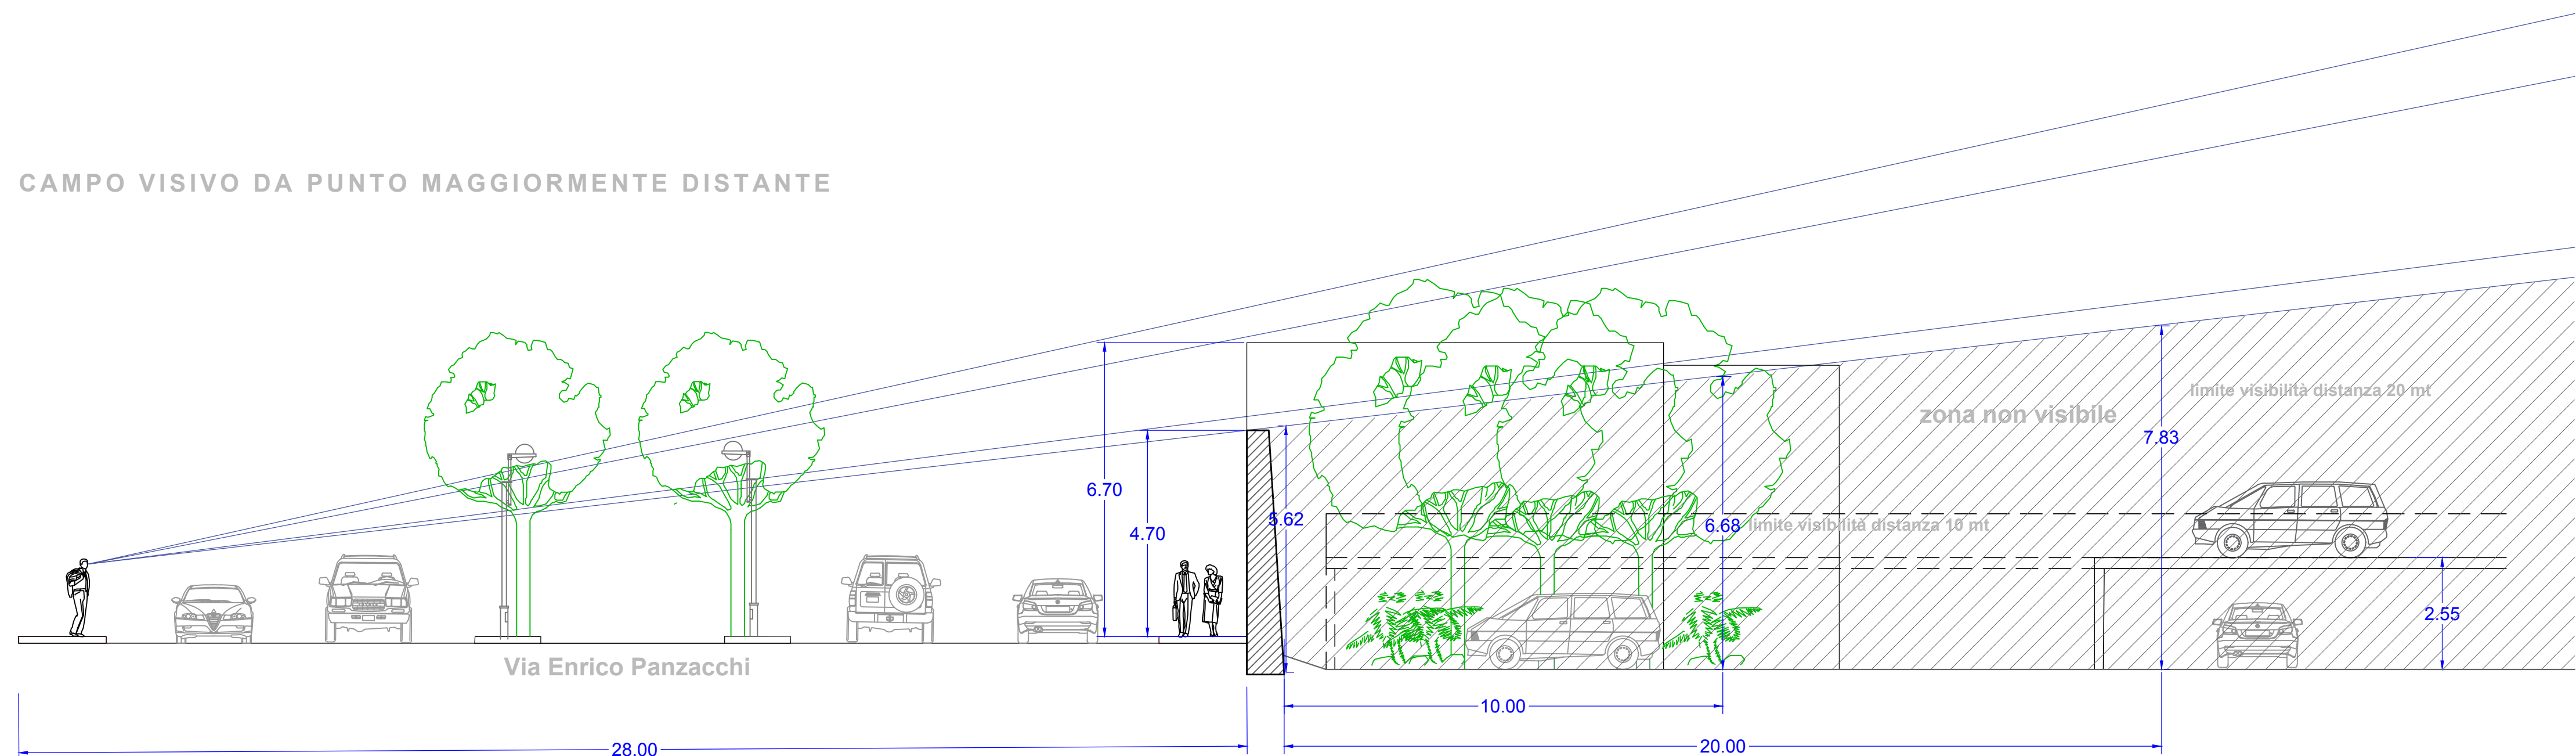 CAMPO VISIVO DA PUNTO MAGGIORMENTE DISTANTE
limite visibilità distanza 20 mt
zona non visibile
7.83
6.70
5.62
limite visibilità distanza 10 mt
6.68
4.70
2.55
Via Enrico Panzacchi
10.00
28.00
20.00